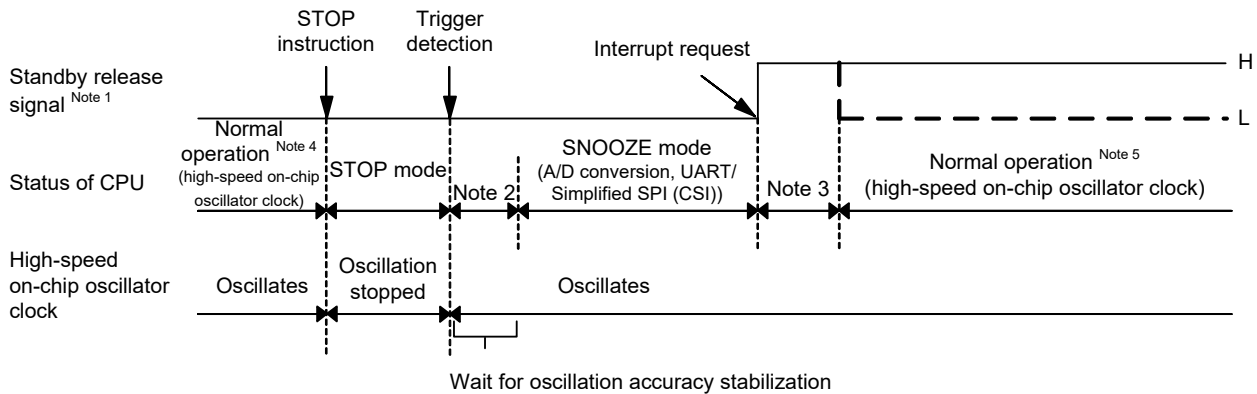 STOP
instruction
Trigger
detection
Interrupt request
Standby release
signal Note 1
H
L
Status of CPU
Normal
operation Note 4
(high-speed on-chip
oscillator clock)
STOP mode
Note 2
SNOOZE mode
(A/D conversion, UART/
Simplified SPI (CSI))
Note 3
Normal operation Note 5
(high-speed on-chip oscillator clock)
High-speed
on-chip oscillator
clock
Oscillates
Oscillation
stopped
Oscillates
Wait for oscillation accuracy stabilization